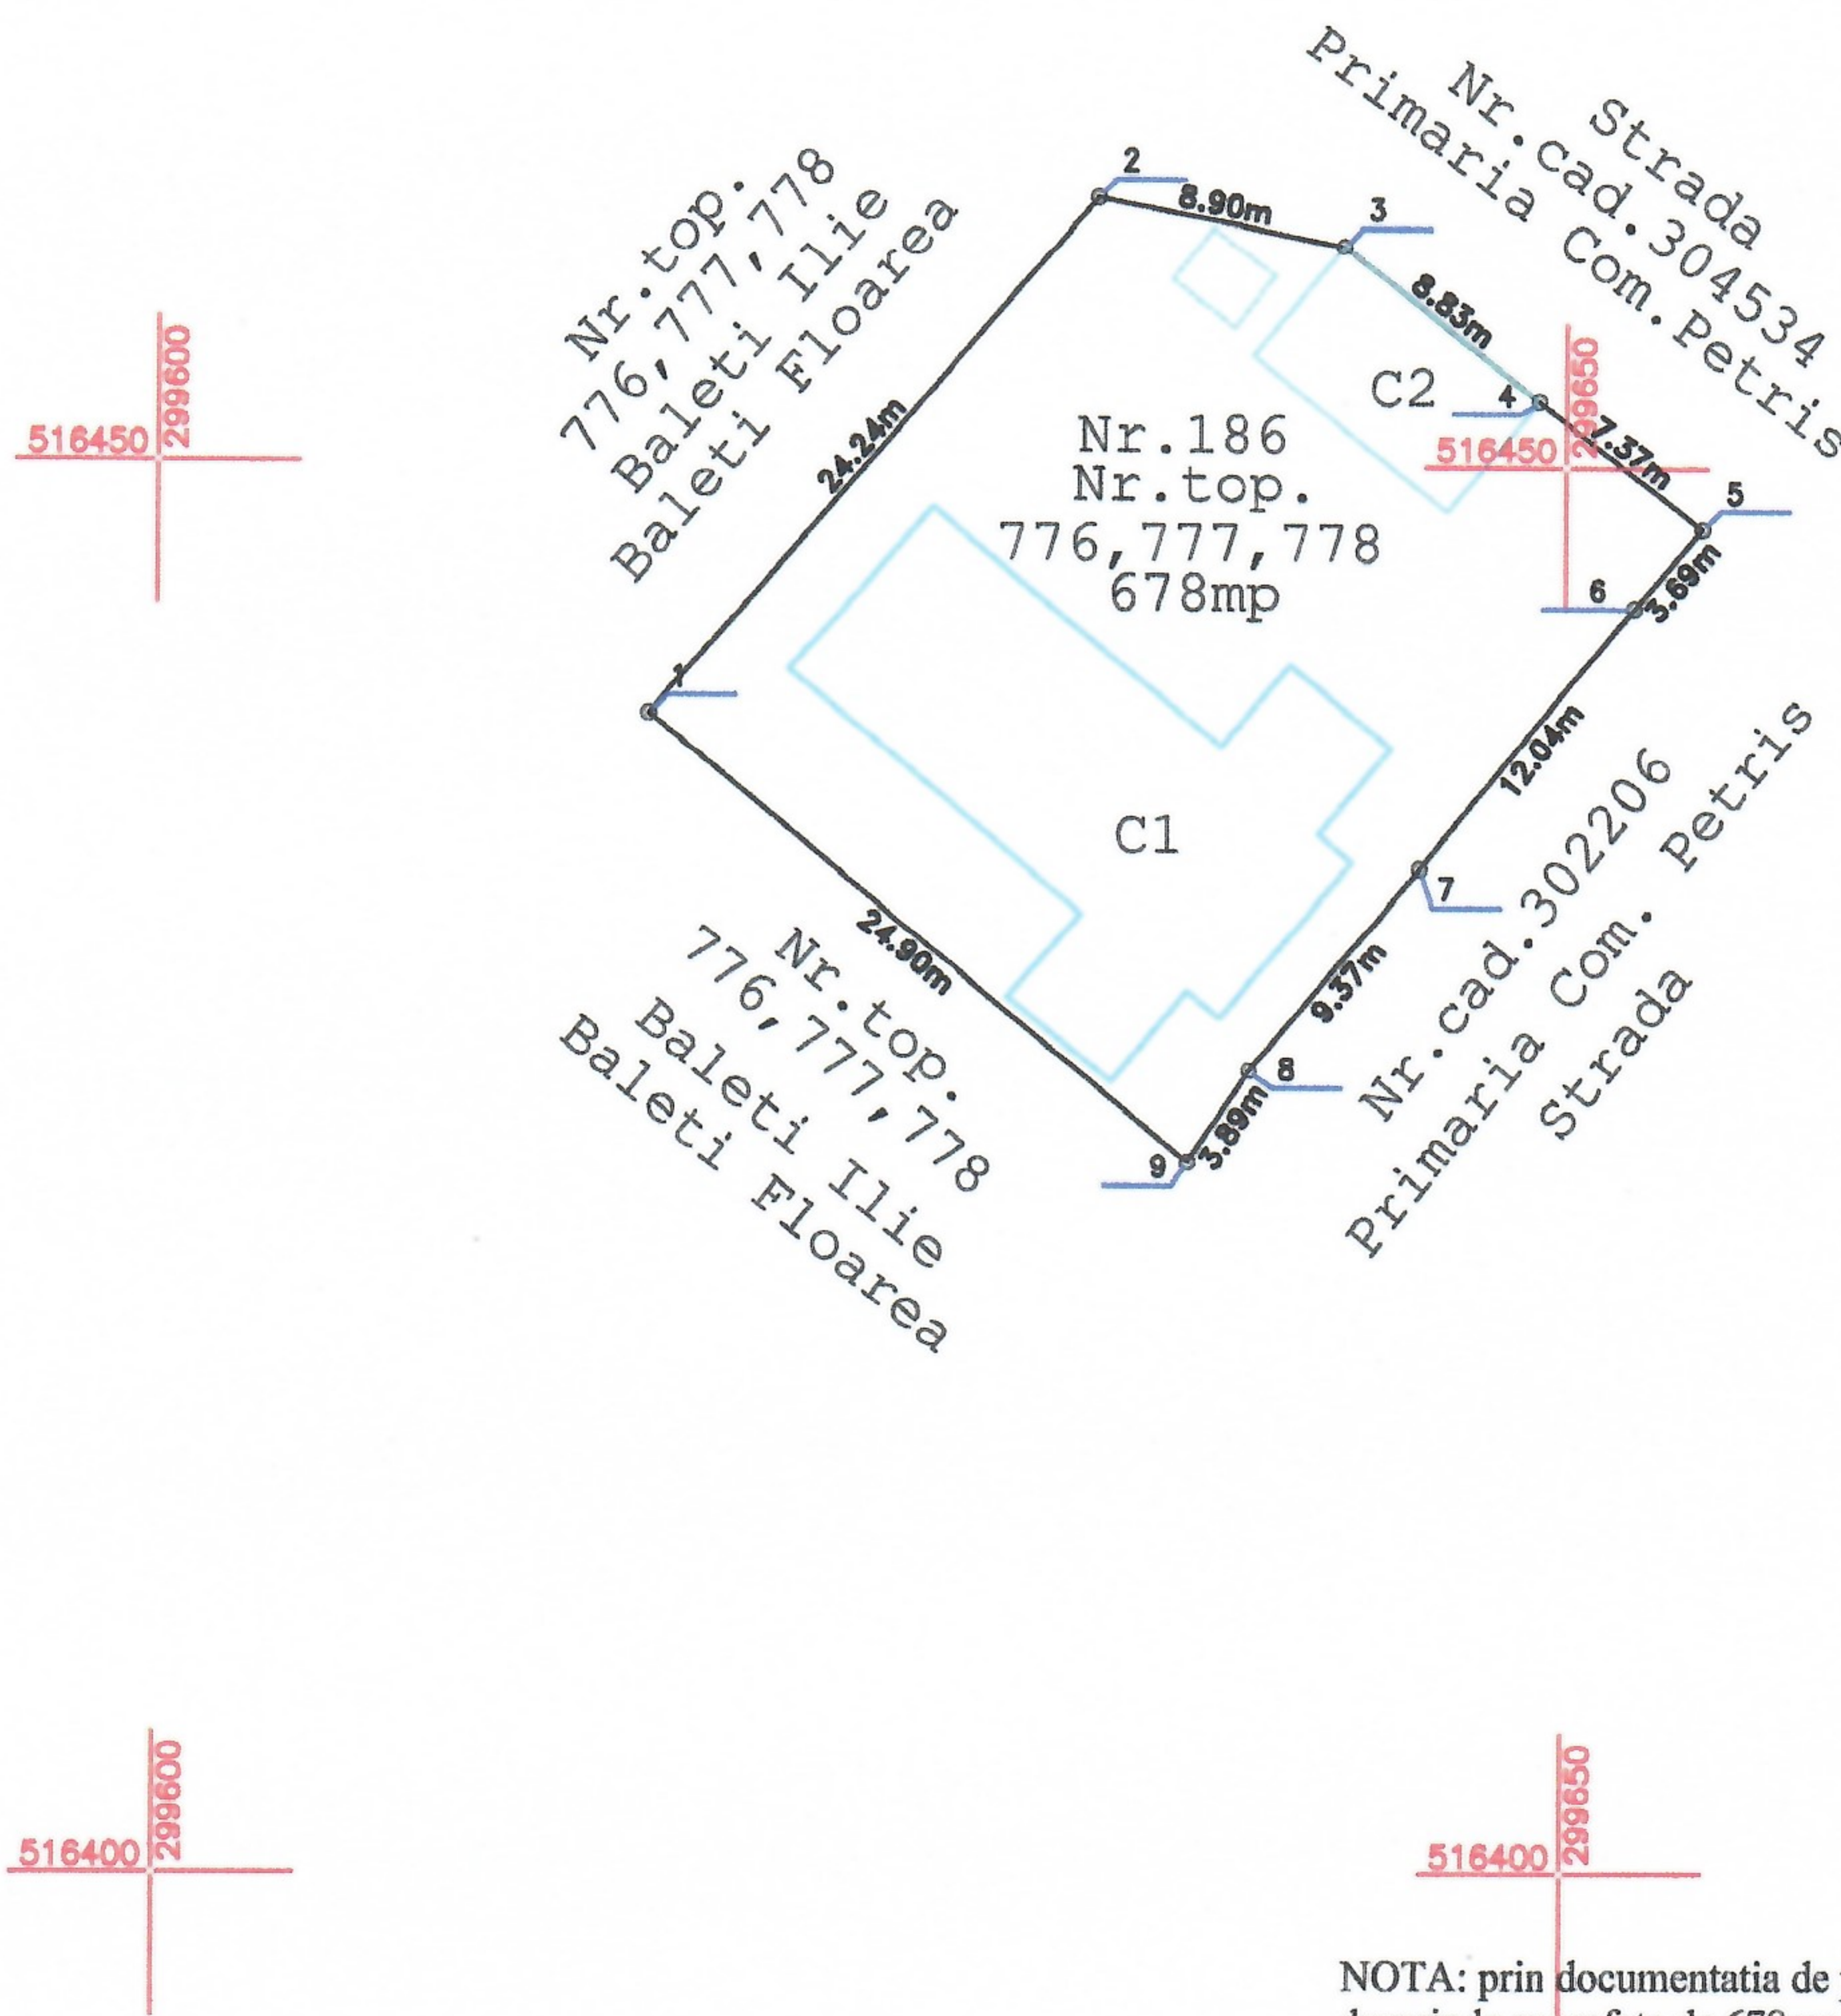 Strada
Nr.cad.304534
Primaria Com.Petris
Nr.top.
776,777,778
Baleti Ilie
Baleti Floarea
2
8.90m
3
8.83m
4
7.37m
5
3.69m
6
12.04m
7
9.37m
8
3.89m
9
24.90m
1
24.24m
516450
299600
516450
299650
C2
Nr.186
Nr.top.
776,777,778
678mp
C1
Nr.cad.302206
Primaria Com. Petris
Strada
Nr.top.
776,777,778
Baleti Ilie
Baleti Floarea
516400
299600
516400
299650
NOTA: prin documentatia de